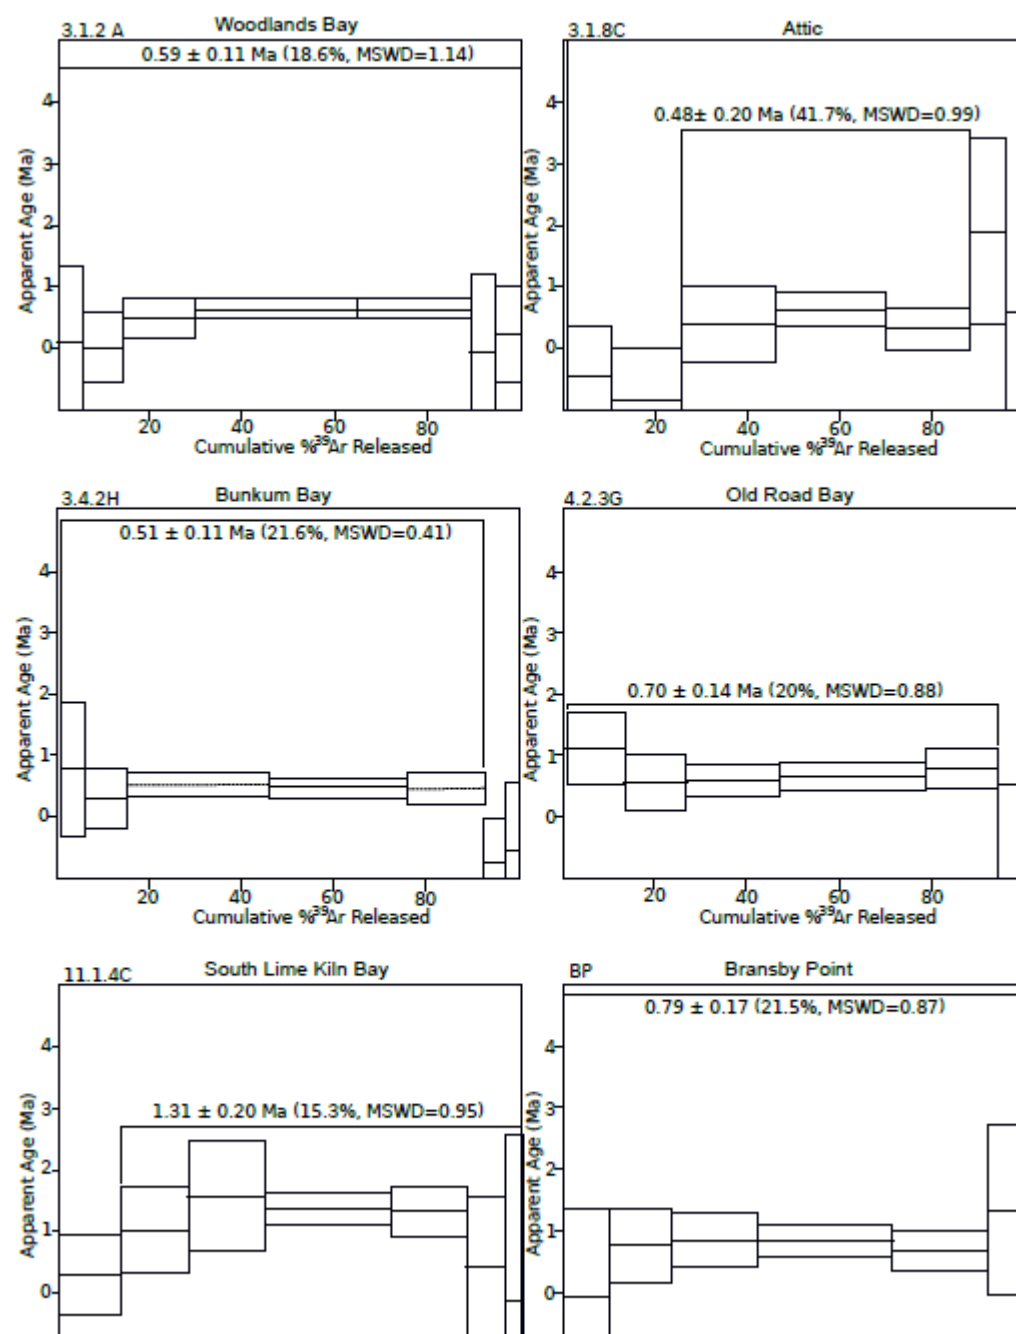 3.1.2 A Woodlands Bay
0.59 ± 0.11 Ma (18.6%, MSWD=1.14)
Apparent Age (Ma)
4
3
2
1
0
20 40 60 80
Cumulative %³⁹Ar Released
3.1.8C Attic
0.48± 0.20 Ma (41.7%, MSWD=0.99)
Apparent Age (Ma)
4
3
2
1
0
20 40 60 80
Cumulative %³⁹Ar Released
3.4.2H Bunkum Bay
0.51 ± 0.11 Ma (21.6%, MSWD=0.41)
Apparent Age (Ma)
4
3
2
1
0
20 40 60 80
Cumulative %³⁹Ar Released
4.2.3G Old Road Bay
0.70 ± 0.14 Ma (20%, MSWD=0.88)
Apparent Age (Ma)
4
3
2
1
0
20 40 60 80
Cumulative %³⁹Ar Released
11.1.4C South Lime Kiln Bay
1.31 ± 0.20 Ma (15.3%, MSWD=0.95)
Apparent Age (Ma)
4
3
2
1
0
BP Bransby Point
0.79 ± 0.17 (21.5%, MSWD=0.87)
Apparent Age (Ma)
4
3
2
1
0